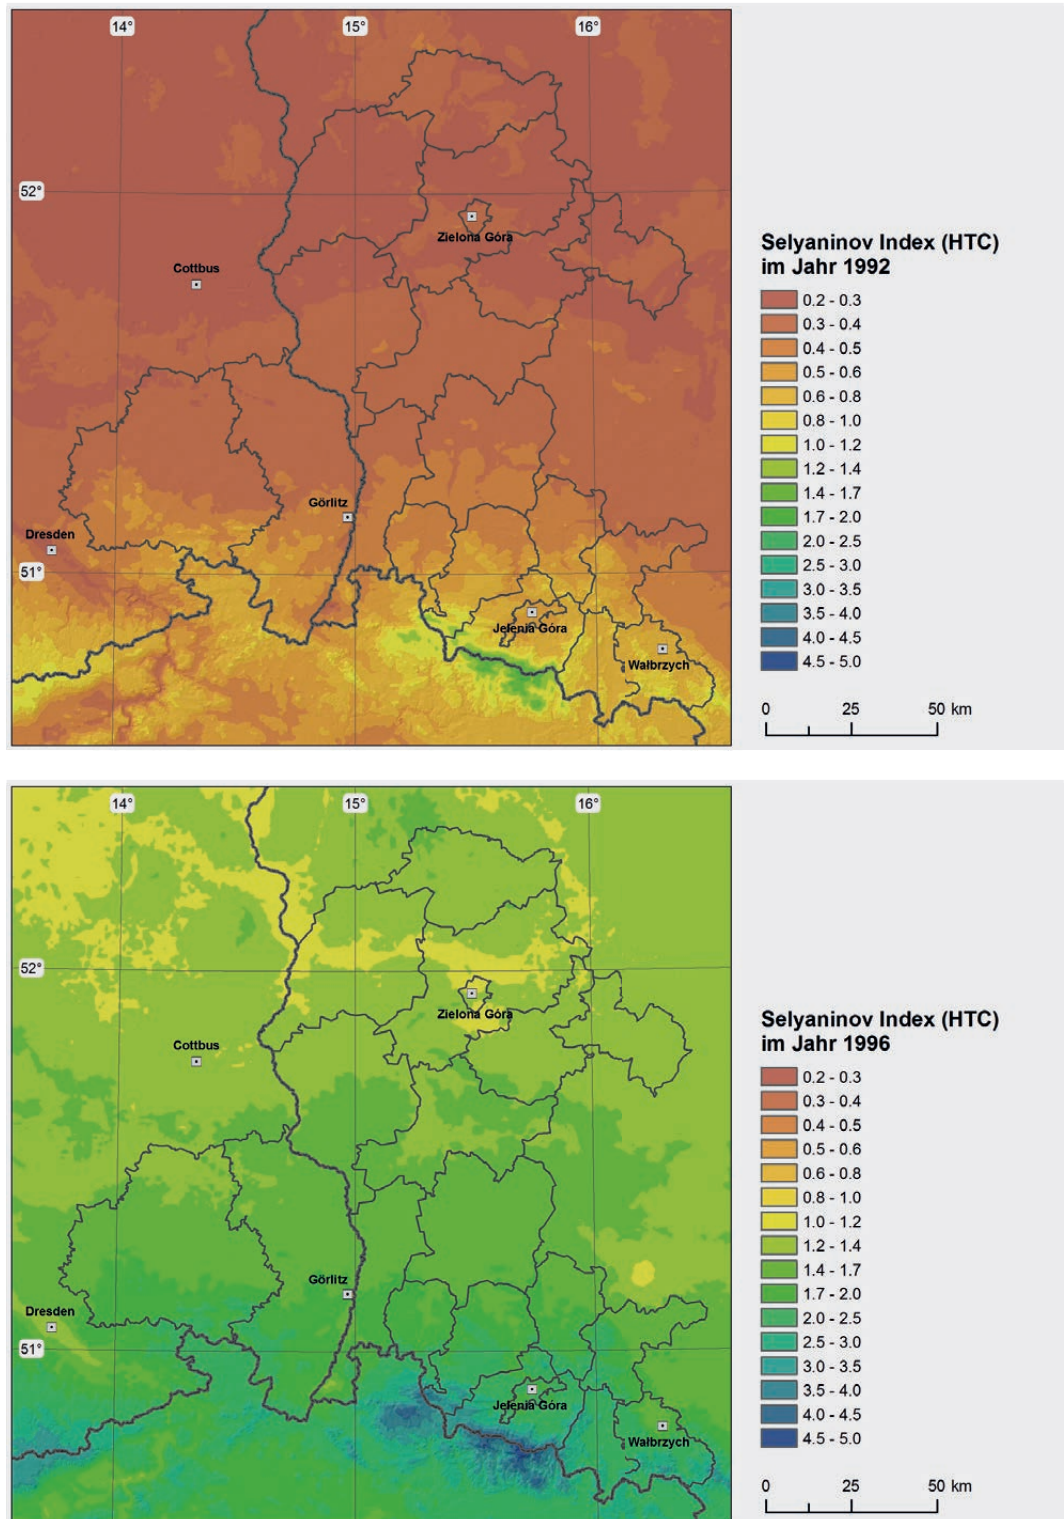 14° 15° 16°
52°
Zielona Góra
Cottbus
Görlitz
Dresden
51°
Jelenia Góra
Wałbrzych
Selyaninov Index (HTC)
im Jahr 1992
0.2 - 0.3
0.3 - 0.4
0.4 - 0.5
0.5 - 0.6
0.6 - 0.8
0.8 - 1.0
1.0 - 1.2
1.2 - 1.4
1.4 - 1.7
1.7 - 2.0
2.0 - 2.5
2.5 - 3.0
3.0 - 3.5
3.5 - 4.0
4.0 - 4.5
4.5 - 5.0
0 25 50 km
14° 15° 16°
52°
Zielona Góra
Cottbus
Görlitz
Dresden
51°
Jelenia Góra
Wałbrzych
Selyaninov Index (HTC)
im Jahr 1996
0.2 - 0.3
0.3 - 0.4
0.4 - 0.5
0.5 - 0.6
0.6 - 0.8
0.8 - 1.0
1.0 - 1.2
1.2 - 1.4
1.4 - 1.7
1.7 - 2.0
2.0 - 2.5
2.5 - 3.0
3.0 - 3.5
3.5 - 4.0
4.0 - 4.5
4.5 - 5.0
0 25 50 km